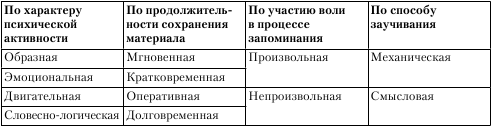 По характеру психической активности
По продолжитель-ности сохранения материала
По участию воли в процессе запоминания
По способу заучивания
Образная
Мгновенная
Произвольная
Механическая
Эмоциональная
Кратковременная
Двигательная
Оперативная
Непроизвольная
Смысловая
Словесно-логическая
Долговременная